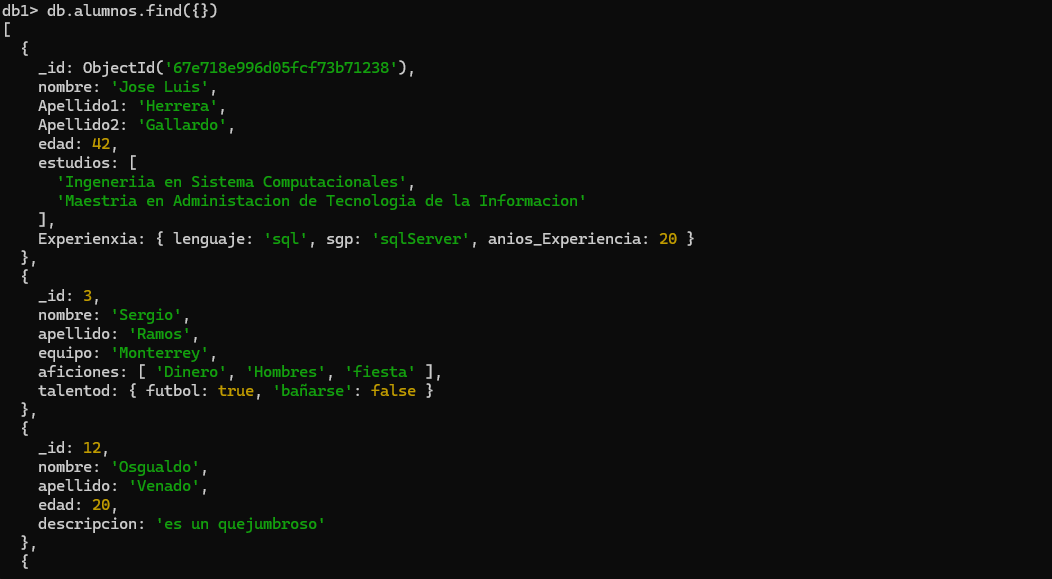 db1> db.alumnos.find({})
[
  {
    _id: ObjectId('67e718e996d05fcf73b71238'),
    nombre: 'Jose Luis',
    Apellido1: 'Herrera',
    Apellido2: 'Gallardo',
    edad: 42,
    estudios: [
      'Ingeneriia en Sistema Computacionales',
      'Maestria en Administacion de Tecnologia de la Informacion'
    ],
    Experienxia: { lenguaje: 'sql', sgp: 'sqlServer', anios_Experiencia: 20 }
  },
  {
    _id: 3,
    nombre: 'Sergio',
    apellido: 'Ramos',
    equipo: 'Monterrey',
    aficiones: [ 'Dinero', 'Hombres', 'fiesta' ],
    talentod: { futbol: true, 'bañarse': false }
  },
  {
    _id: 12,
    nombre: 'Osgualdo',
    apellido: 'Venado',
    edad: 20,
    descripcion: 'es un quejumbroso'
  },
  {